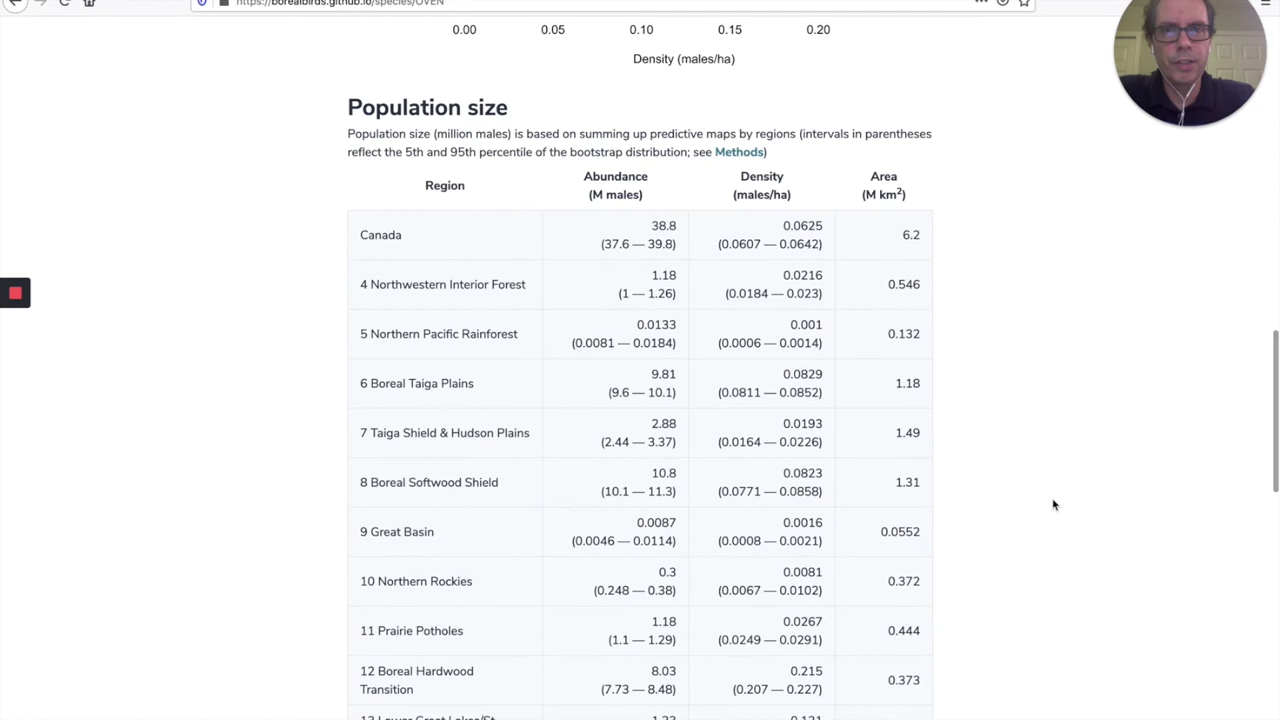 https://borealbirds.github.io/species/OVEN
0.00 0.05 0.10 0.15 0.20
Density (males/ha)
Population size
Population size (million males) is based on summing up predictive maps by regions (intervals in parentheses
reflect the 5th and 95th percentile of the bootstrap distribution; see Methods)
Region Abundance (M males) Density (males/ha) Area (M km²)
Canada 38.8 (37.6 — 39.8) 0.0625 (0.0607 — 0.0642) 6.2
4 Northwestern Interior Forest 1.18 (1 — 1.26) 0.0216 (0.0184 — 0.023) 0.546
5 Northern Pacific Rainforest 0.0133 (0.0081 — 0.0184) 0.001 (0.0006 — 0.0014) 0.132
6 Boreal Taiga Plains 9.81 (9.6 — 10.1) 0.0829 (0.0811 — 0.0852) 1.18
7 Taiga Shield & Hudson Plains 2.88 (2.44 — 3.37) 0.0193 (0.0164 — 0.0226) 1.49
8 Boreal Softwood Shield 10.8 (10.1 — 11.3) 0.0823 (0.0771 — 0.0858) 1.31
9 Great Basin 0.0087 (0.0046 — 0.0114) 0.0016 (0.0008 — 0.0021) 0.0552
10 Northern Rockies 0.3 (0.248 — 0.38) 0.0081 (0.0067 — 0.0102) 0.372
11 Prairie Potholes 1.18 (1.1 — 1.29) 0.0267 (0.0249 — 0.0291) 0.444
12 Boreal Hardwood Transition 8.03 (7.73 — 8.48) 0.215 (0.207 — 0.227) 0.373
13 Lower Great Lakes/St.